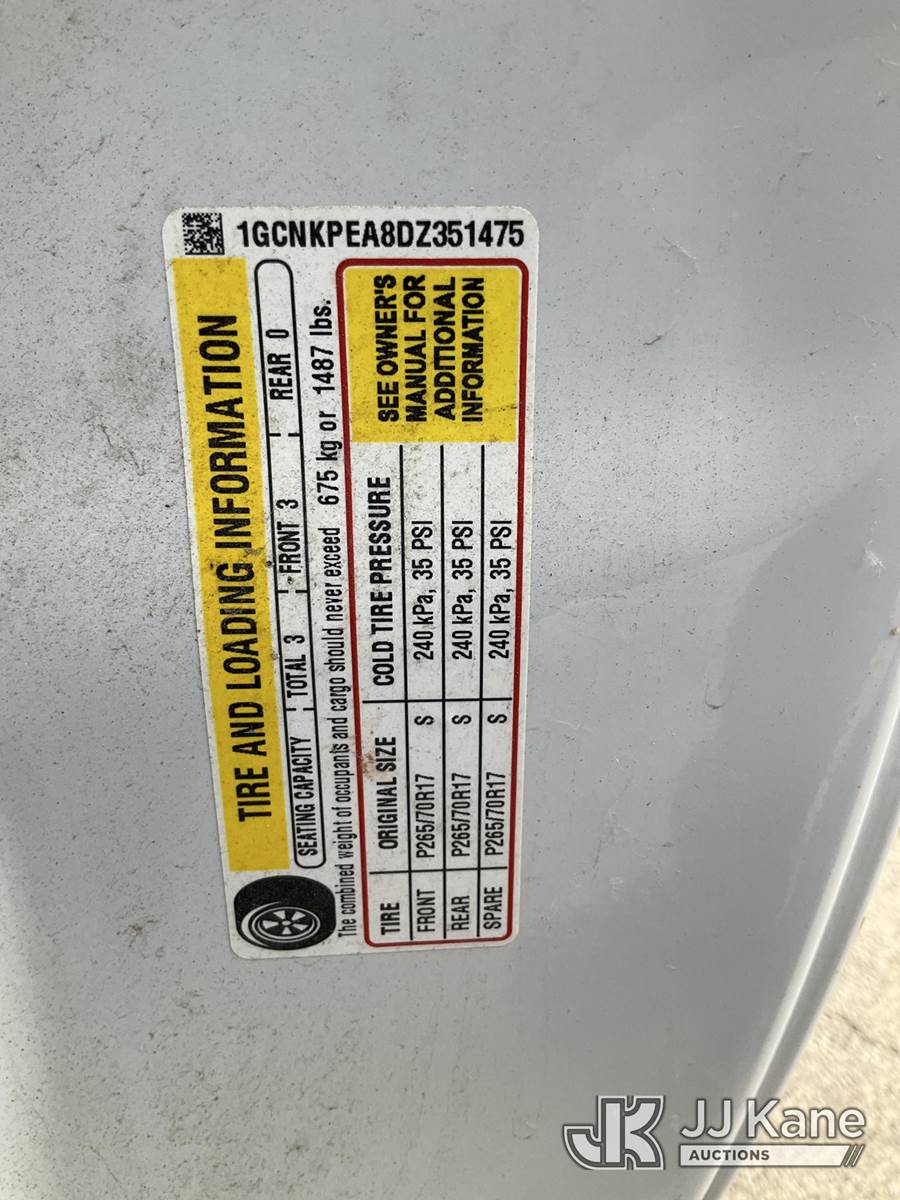 1GCNKPEA8DZ351475
TIRE AND LOADING INFORMATION
SEATING CAPACITY TOTAL 3 FRONT 3 REAR 0
The combined weight of occupants and cargo should never exceed 675 kg or 1487 lbs.
TIRE ORIGINAL SIZE COLD TIRE PRESSURE
FRONT P265/70R17 S 240 kPa, 35 PSI
REAR P265/70R17 S 240 kPa, 35 PSI
SPARE P265/70R17 S 240 kPa, 35 PSI
SEE OWNER'S
MANUAL FOR
ADDITIONAL
INFORMATION
JK JJ Kane
AUCTIONS